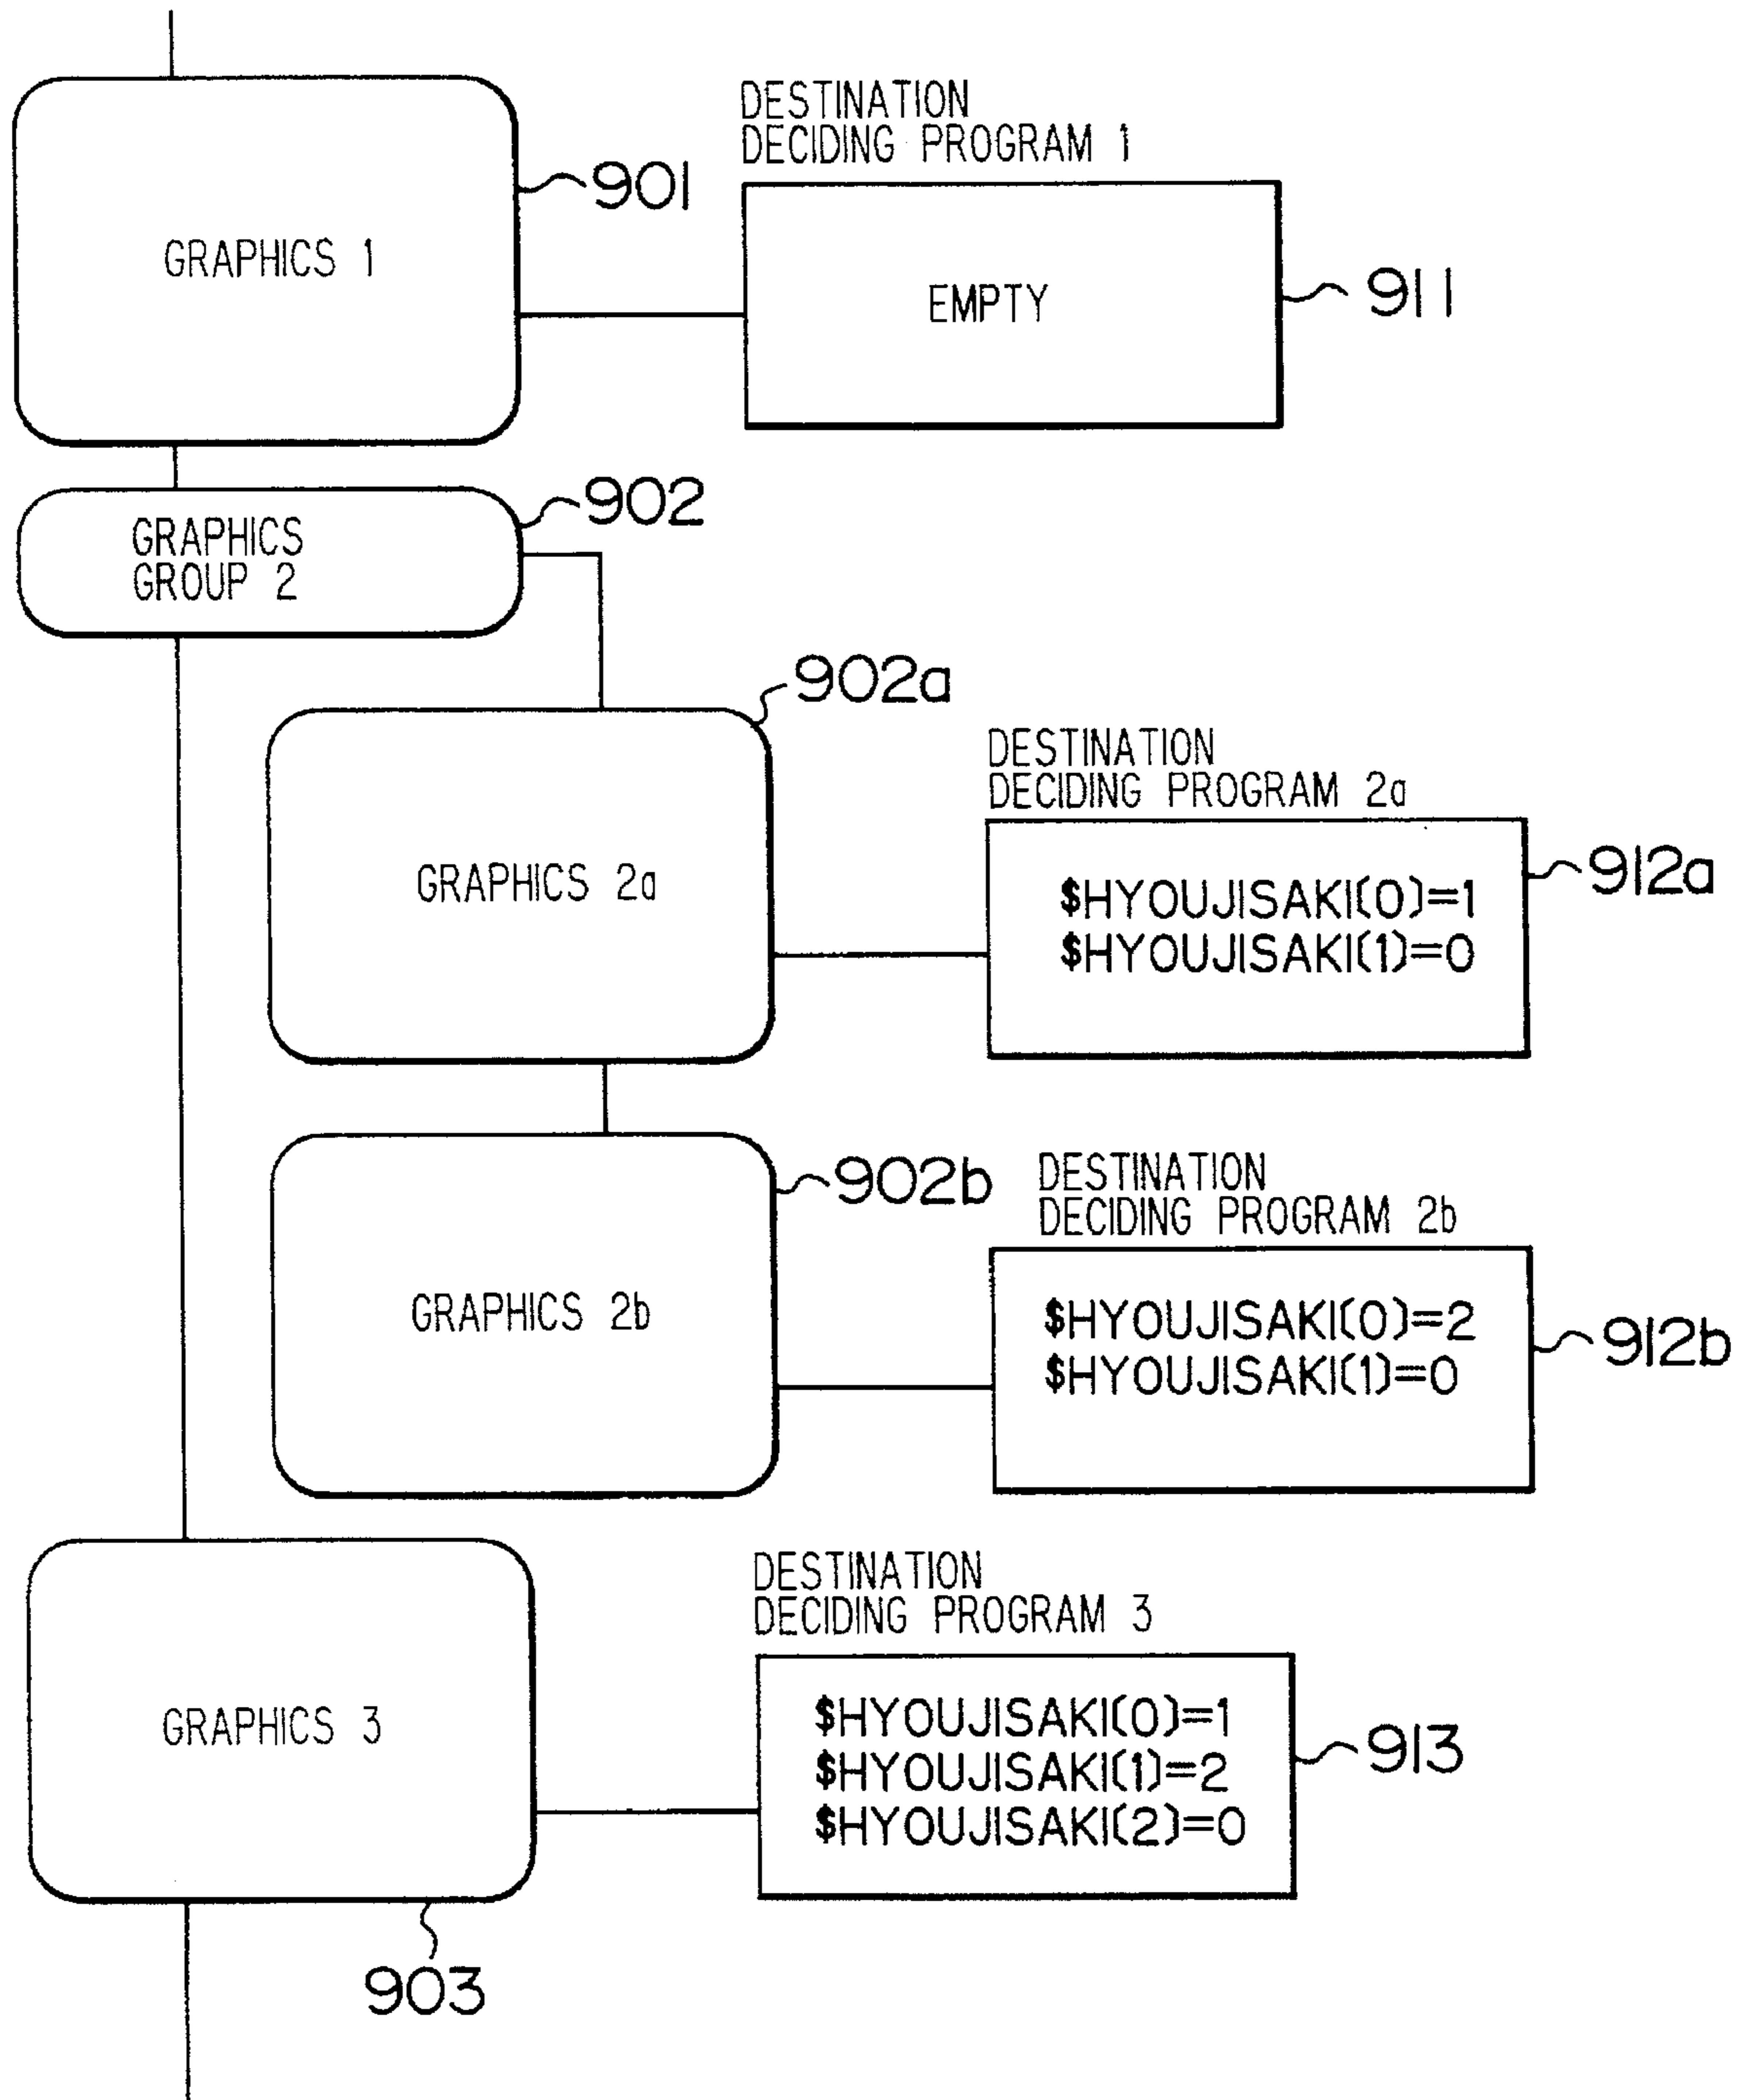 DESTINATION
DECIDING PROGRAM 1
901
GRAPHICS 1
EMPTY
911
902
GRAPHICS
GROUP 2
902a
DESTINATION
DECIDING PROGRAM 2a
GRAPHICS 2a
$HYOUJISAKI(0)=1
$HYOUJISAKI(1)=0
912a
902b
DESTINATION
DECIDING PROGRAM 2b
GRAPHICS 2b
$HYOUJISAKI(0)=2
$HYOUJISAKI(1)=0
912b
DESTINATION
DECIDING PROGRAM 3
GRAPHICS 3
$HYOUJISAKI(0)=1
$HYOUJISAKI(1)=2
$HYOUJISAKI(2)=0
913
903